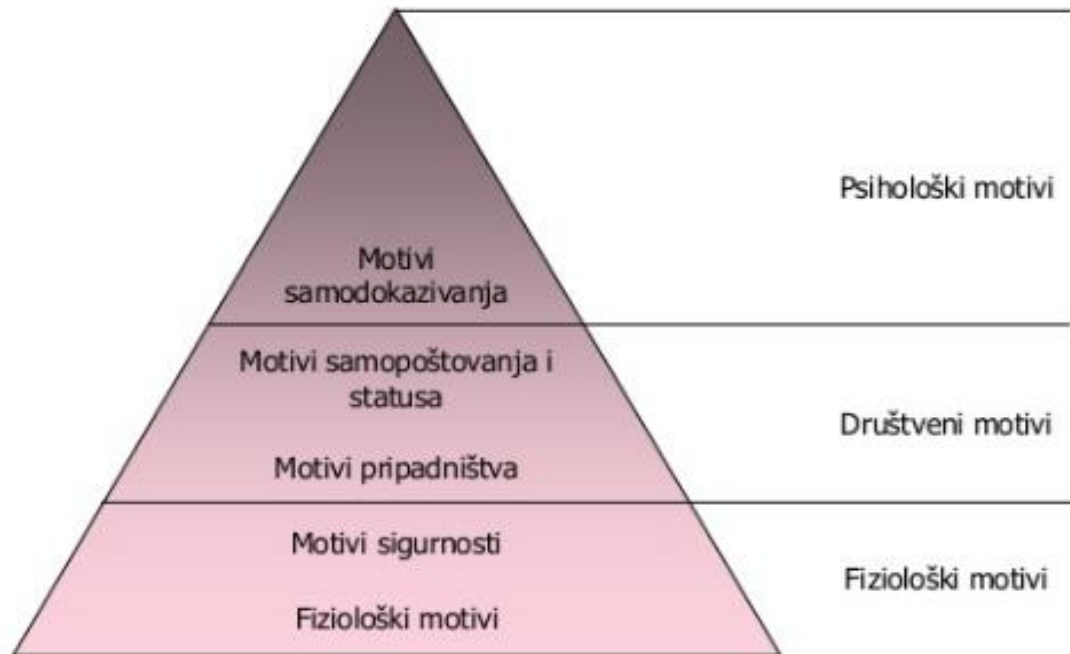 Psihološki motivi
Motivi
samodokazivanja
Motivi samopoštovanja i
statusa
Društveni motivi
Motivi pripadništva
Motivi sigurnosti
Fiziološki motivi
Fiziološki motivi